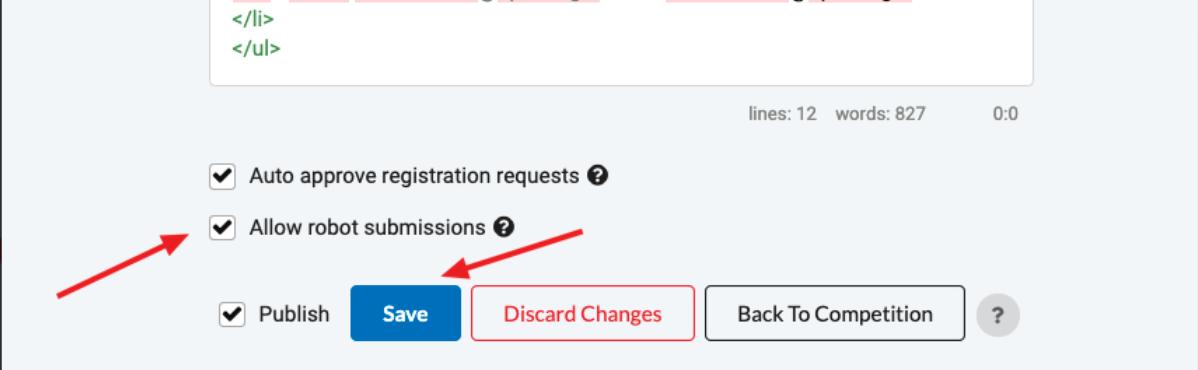 </li>
</ul>
lines: 12 words: 827 0:0
Auto approve registration requests ?
Allow robot submissions ?
Publish Save Discard Changes Back To Competition ?